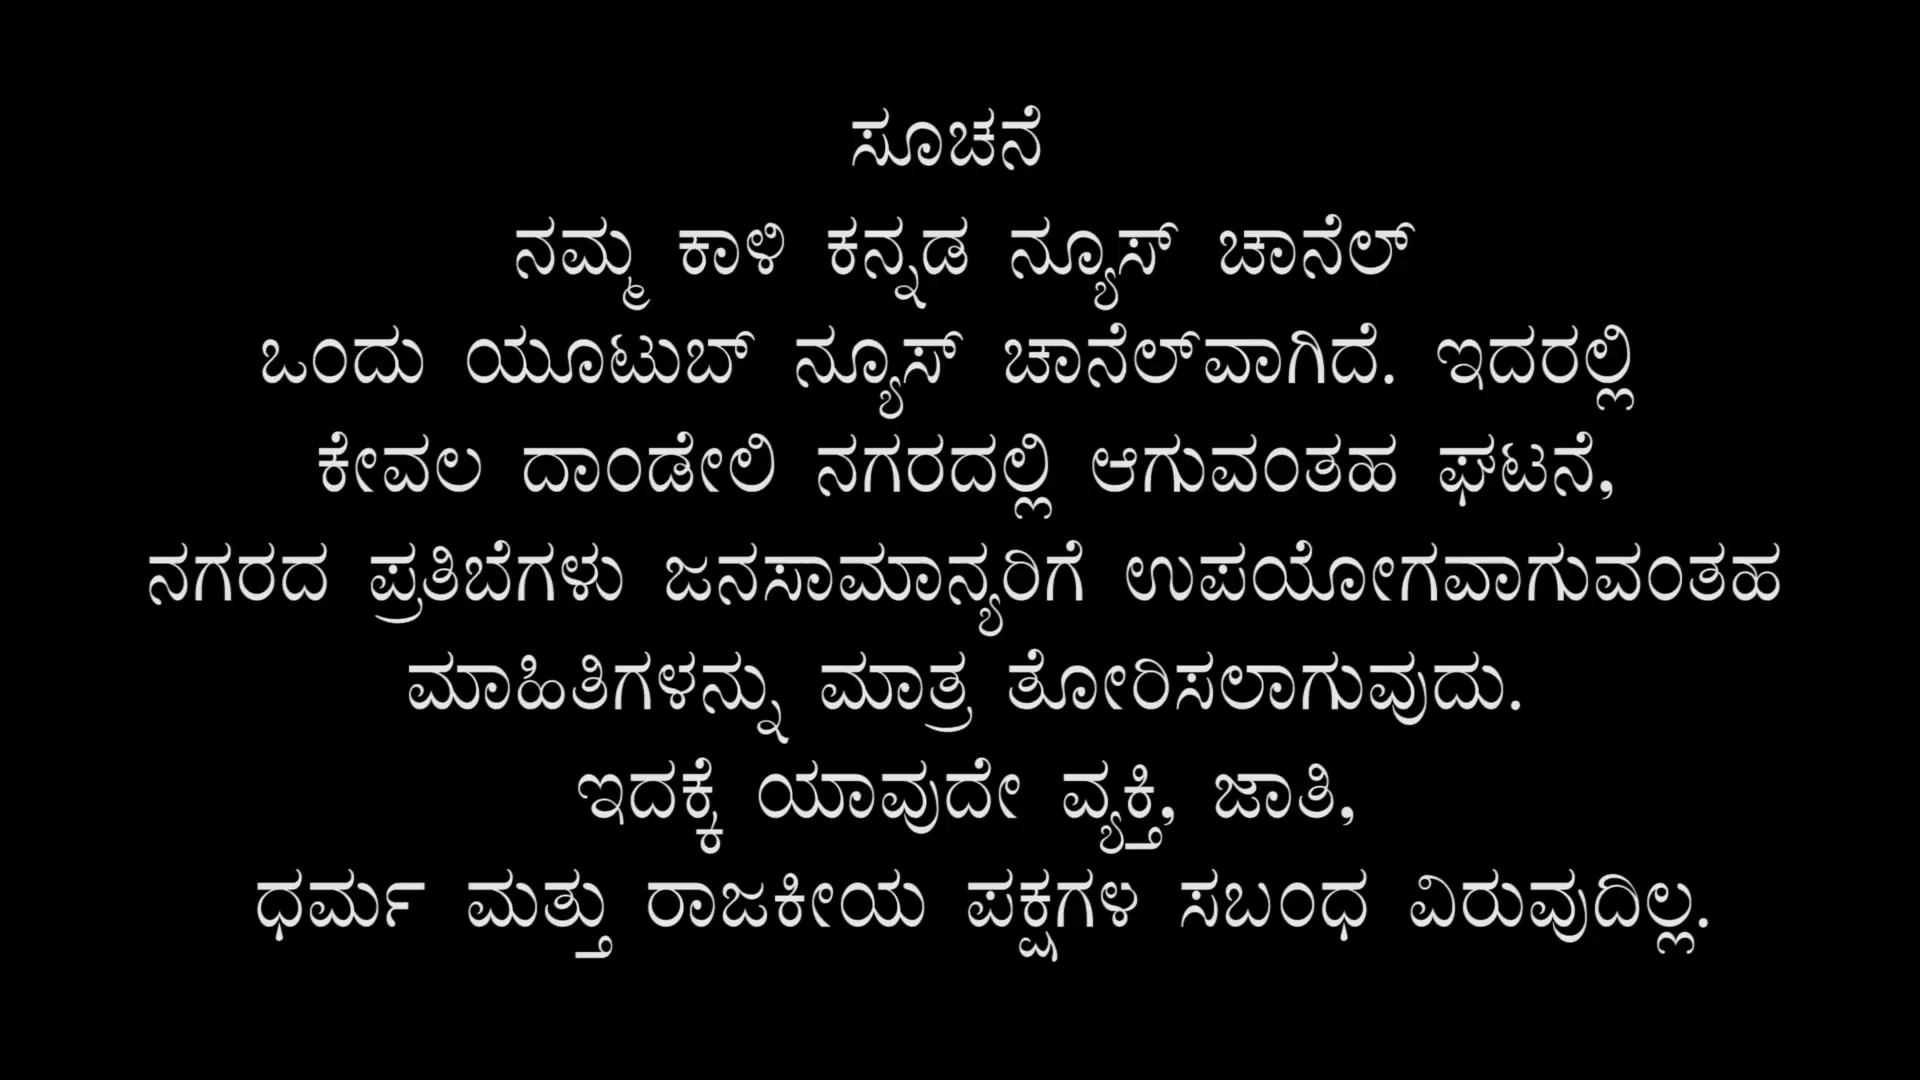 ಸೂಚನೆ
ನಮ್ಮ ಕಾಳಿ ಕನ್ನಡ ನ್ಯೂಸ್ ಚಾನೆಲ್
ಒಂದು ಯೂಟುಬ್ ನ್ಯೂಸ್ ಚಾನೆಲ್‌ವಾಗಿದೆ. ಇದರಲ್ಲಿ
ಕೇವಲ ದಾಂಡೇಲಿ ನಗರದಲ್ಲಿ ಆಗುವಂತಹ ಘಟನೆ,
ನಗರದ ಪ್ರತಿಬೆಗಳು ಜನಸಾಮಾನ್ಯರಿಗೆ ಉಪಯೋಗವಾಗುವಂತಹ
ಮಾಹಿತಿಗಳನ್ನು ಮಾತ್ರ ತೋರಿಸಲಾಗುವುದು.
ಇದಕ್ಕೆ ಯಾವುದೇ ವ್ಯಕ್ತಿ, ಜಾತಿ,
ಧರ್ಮ ಮತ್ತು ರಾಜಕೀಯ ಪಕ್ಷಗಳ ಸಬಂಧ ವಿರುವುದಿಲ್ಲ.